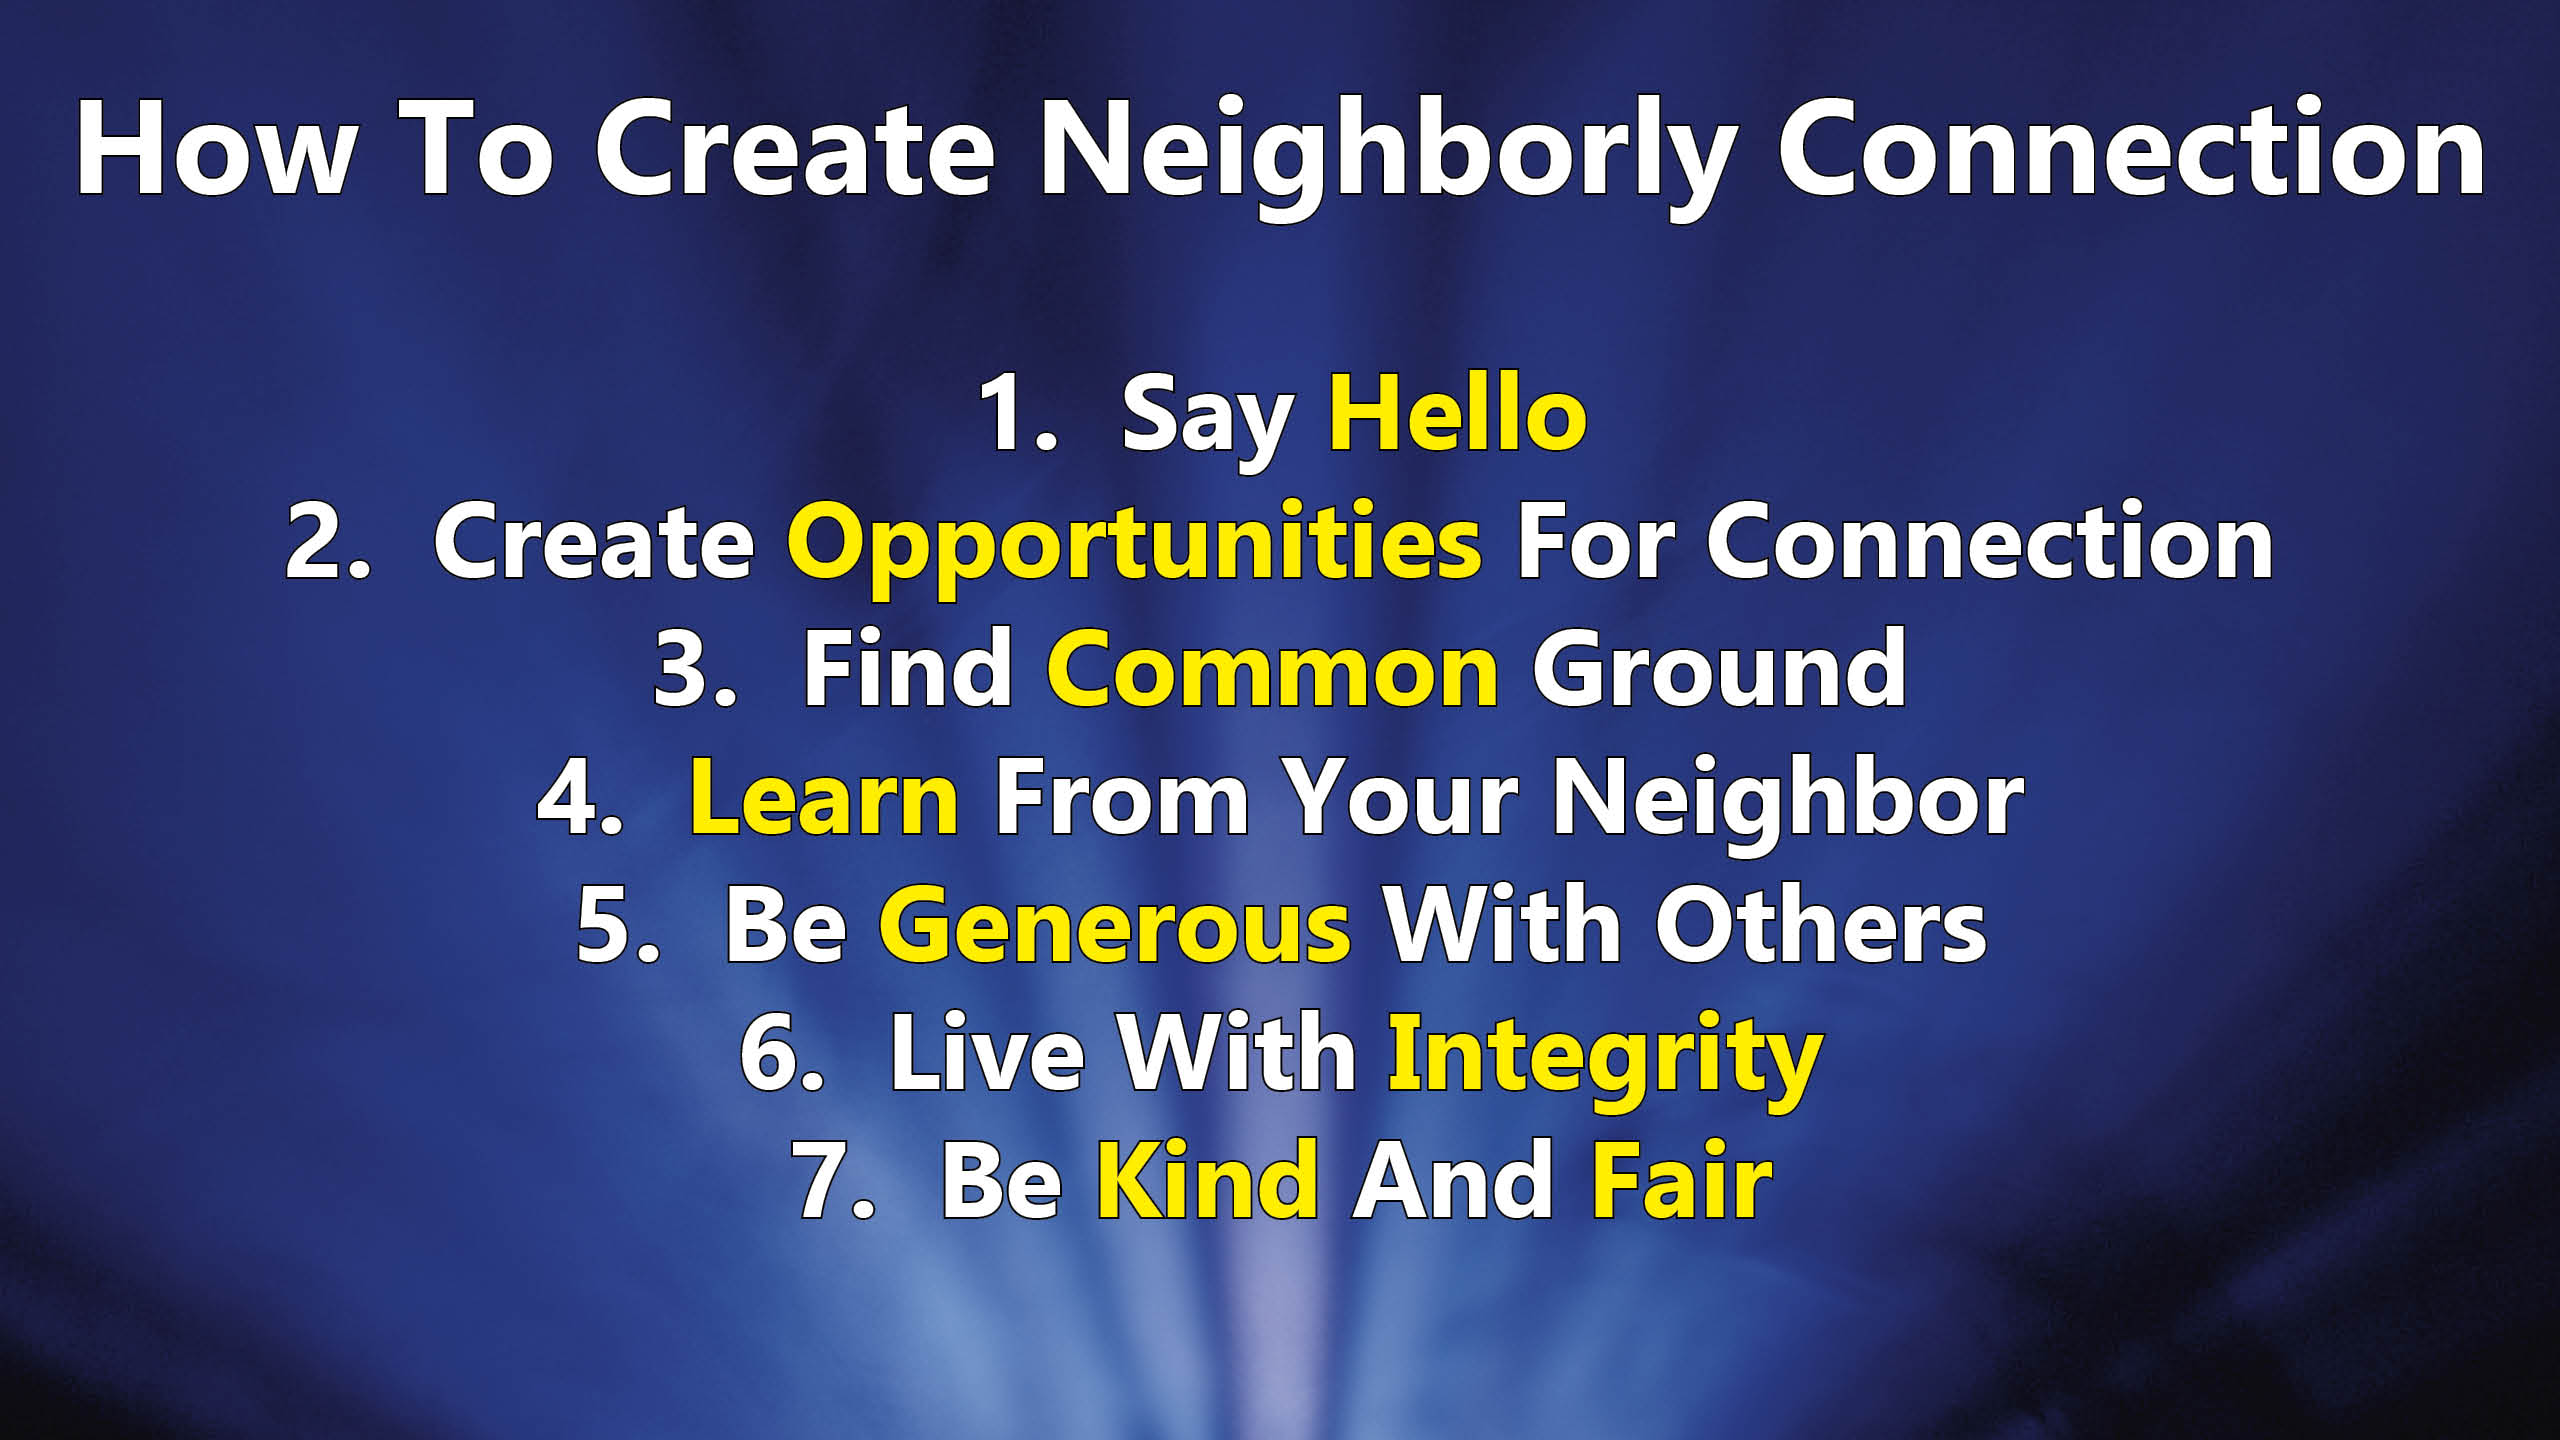 How To Create Neighborly Connection
1. Say Hello
2. Create Opportunities For Connection
3. Find Common Ground
4. Learn From Your Neighbor
5. Be Generous With Others
6. Live With Integrity
7. Be Kind And Fair